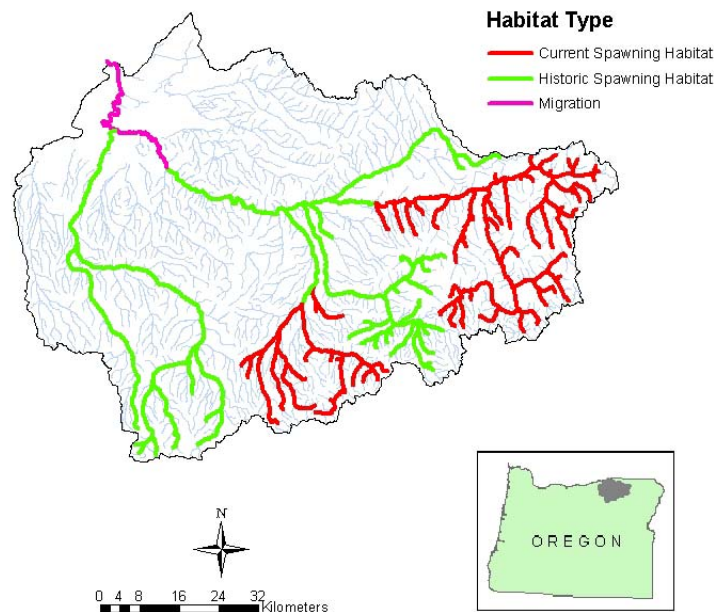 Habitat Type
Current Spawning Habitat
Historic Spawning Habitat
Migration
N
OREGON
0 4 8 16 24 32
Kilometers